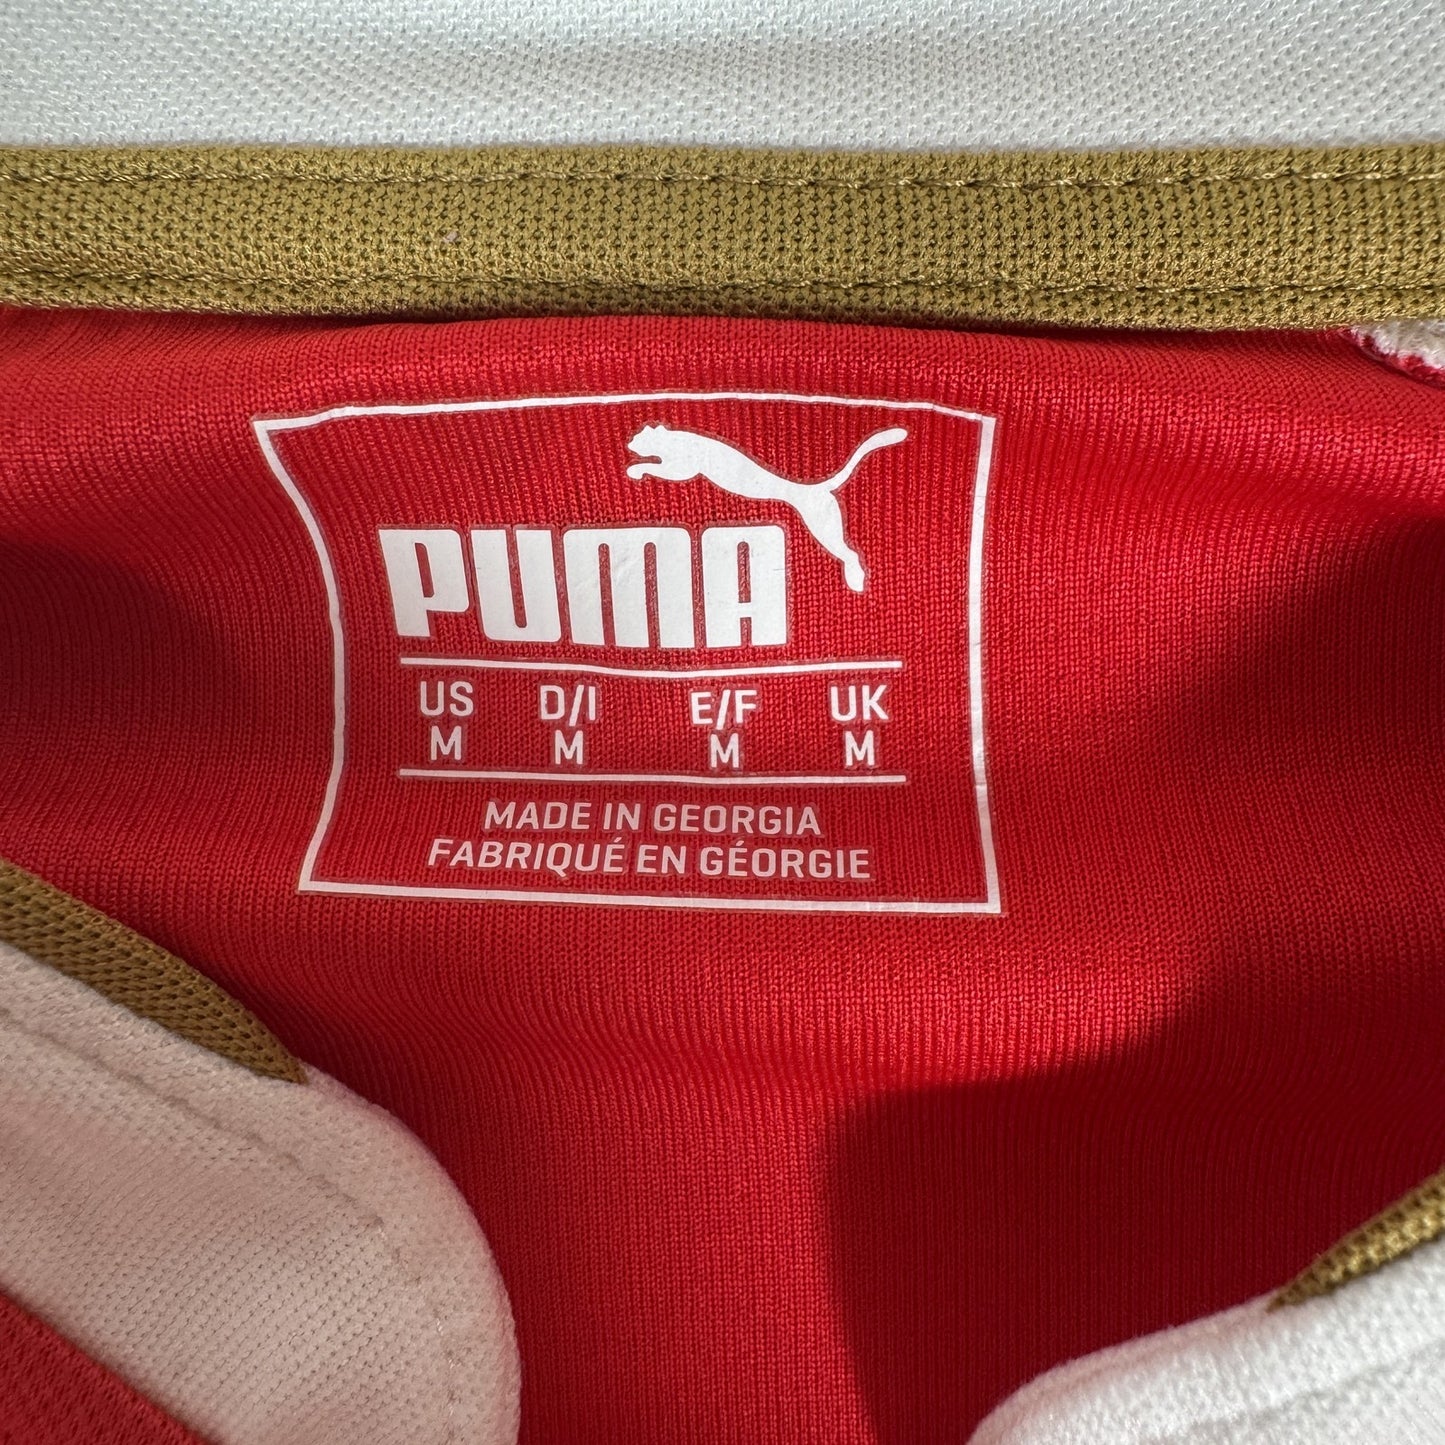 PUMA
US D/I E/F UK
M M M M
MADE IN GEORGIA
FABRIQUÉ EN GÉORGIE